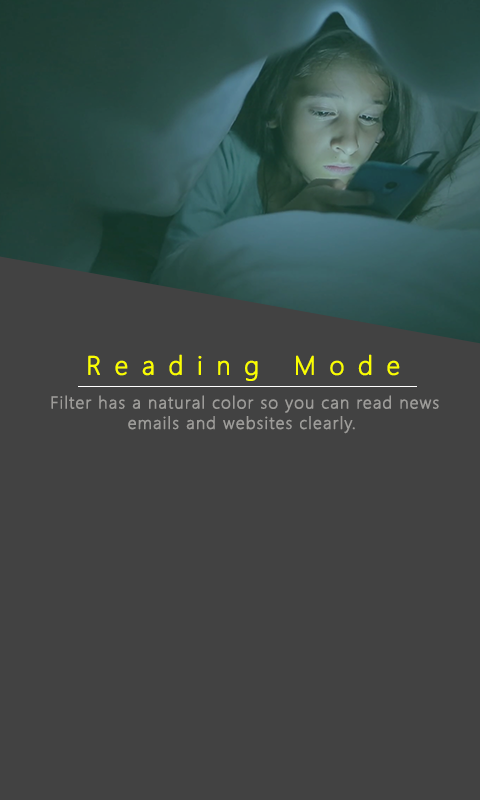 Reading Mode
Filter has a natural color so you can read news
emails and websites clearly.